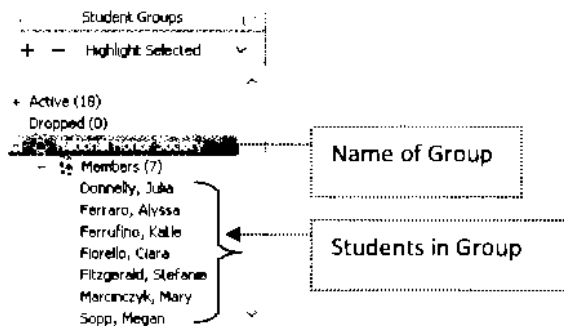 Student Groups
+ − Highlight Selected
+ Active (18)
Dropped (0)
Name of Group
− Members (7)
Donnelly, Julia
Ferraro, Alyssa
Ferrufino, Katie
Students in Group
Fiorello, Ciara
Fitzgerald, Stefanie
Marcinczyk, Mary
Sopp, Megan